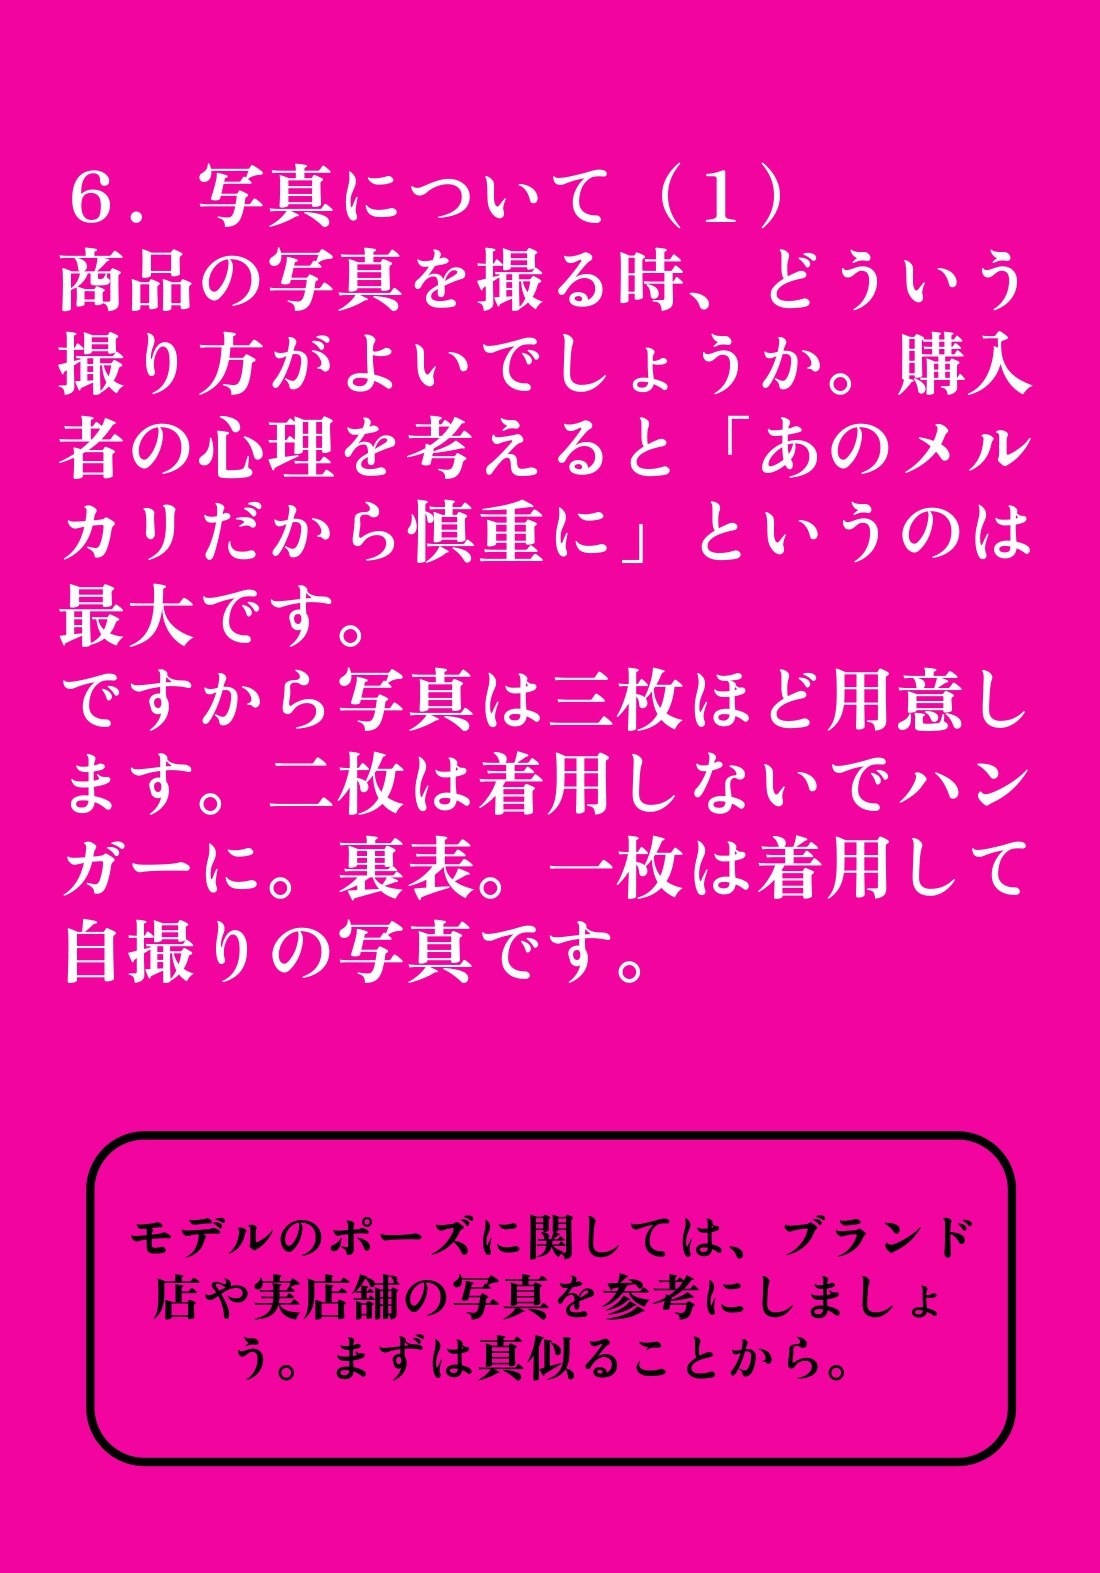 ６．写真について（１）
商品の写真を撮る時、どういう
撮り方がよいでしょうか。購入
者の心理を考えると「あのメル
カリだから慎重に」というのは
最大です。
ですから写真は三枚ほど用意し
ます。二枚は着用しないでハン
ガーに。裏表。一枚は着用して
自撮りの写真です。
モデルのポーズに関しては、ブランド
店や実店舗の写真を参考にしましょ
う。まずは真似ることから。